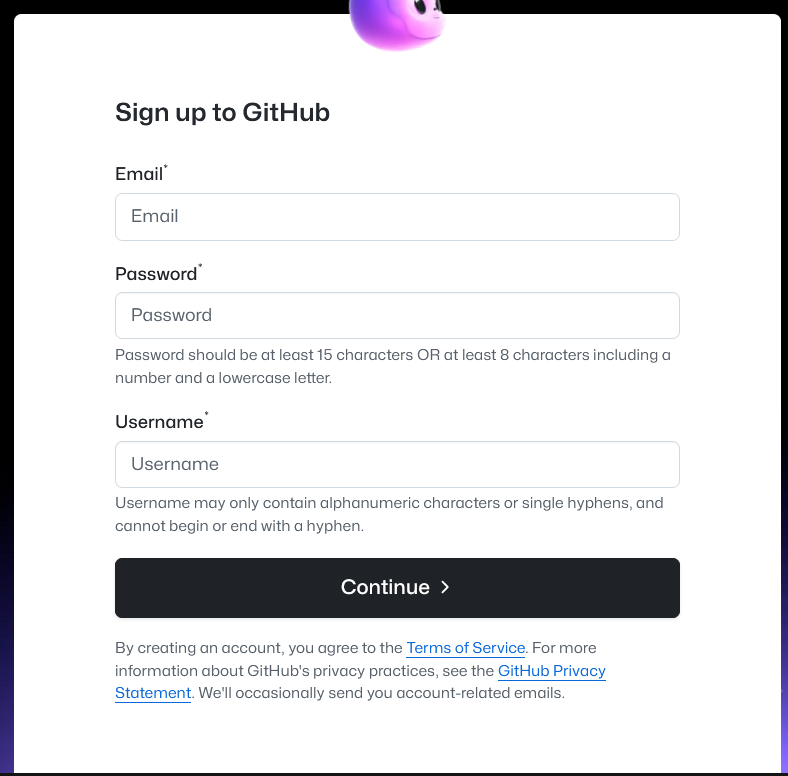 Sign up to GitHub
Email*
Email
Password*
Password
Password should be at least 15 characters OR at least 8 characters including a
number and a lowercase letter.
Username*
Username
Username may only contain alphanumeric characters or single hyphens, and
cannot begin or end with a hyphen.
Continue
By creating an account, you agree to the Terms of Service. For more
information about GitHub's privacy practices, see the GitHub Privacy
Statement. We'll occasionally send you account-related emails.